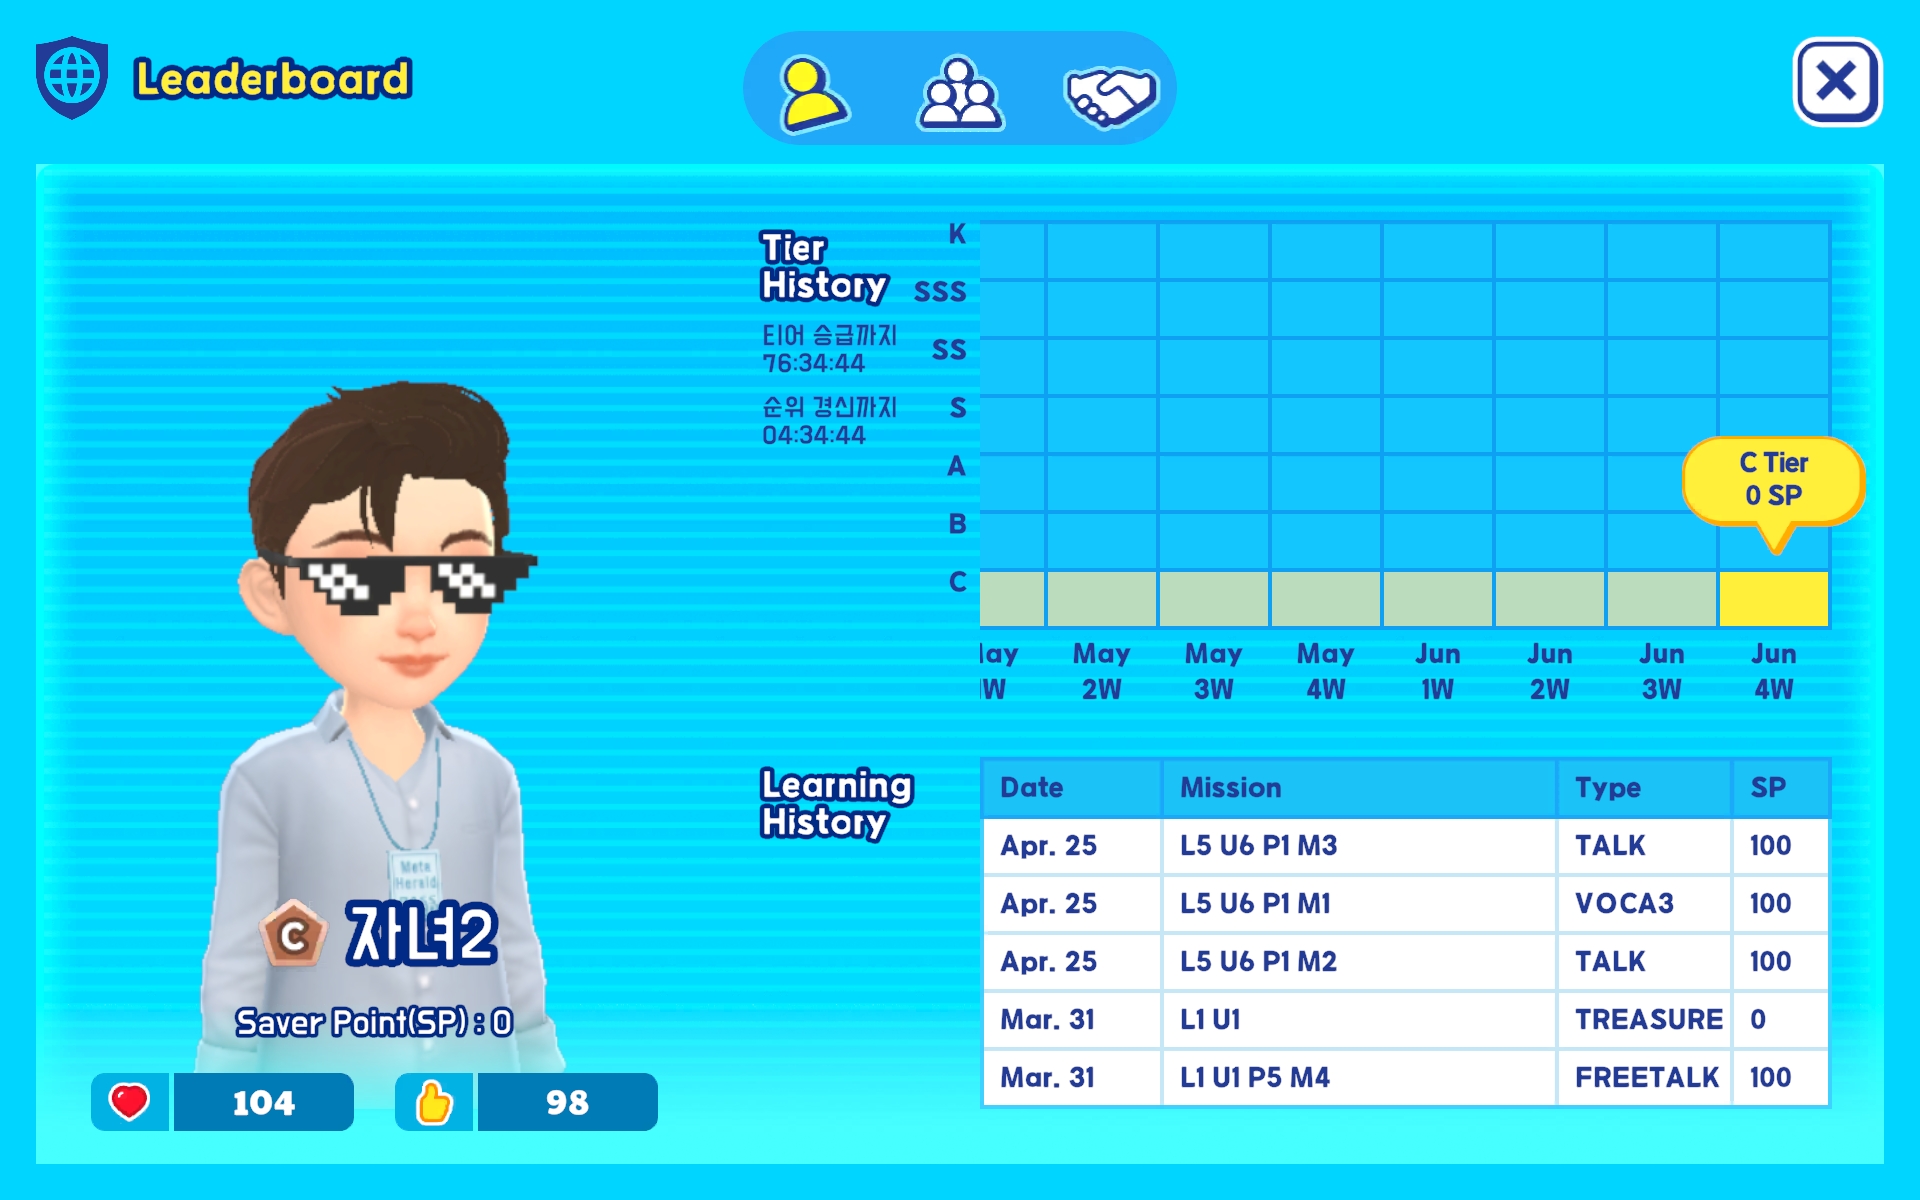 Leaderboard
Tier
History
티어 승급까지
76:34:44
순위 경신까지
04:34:44
K
SSS
SS
S
A
B
C
C Tier
0 SP
May May May Jun Jun Jun Jun
2W 3W 4W 1W 2W 3W 4W
Meta
Herald
C 자녀2
Saver Point(SP) : 0
104 98
Learning
History
Date Mission Type SP
Apr. 25 L5 U6 P1 M3 TALK 100
Apr. 25 L5 U6 P1 M1 VOCA3 100
Apr. 25 L5 U6 P1 M2 TALK 100
Mar. 31 L1 U1 TREASURE 0
Mar. 31 L1 U1 P5 M4 FREETALK 100